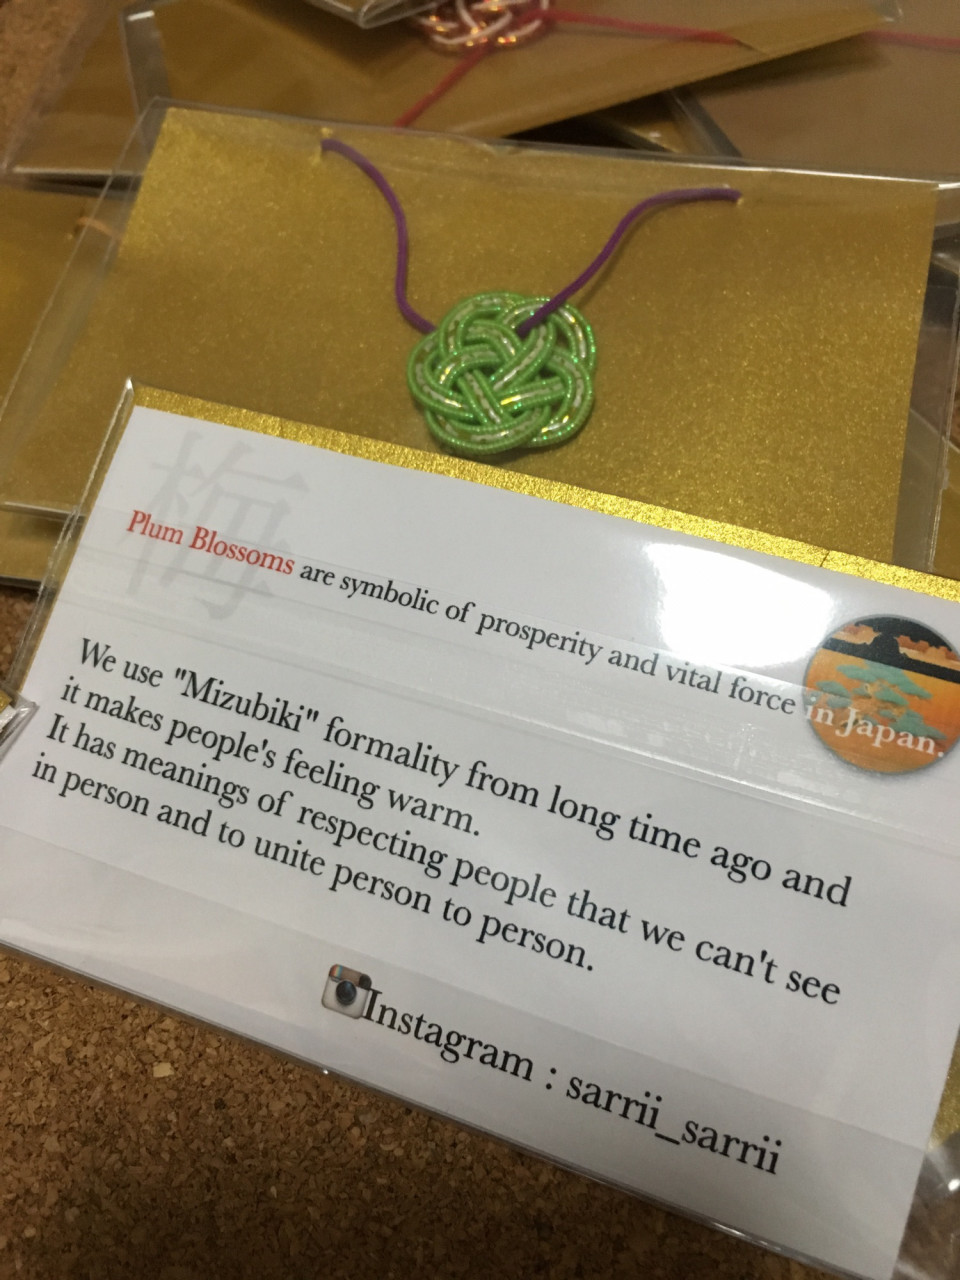 梅
Plum Blossoms are symbolic of prosperity and vital force in Japan.
We use "Mizubiki" formality from long time ago and
it makes people's feeling warm.
It has meanings of respecting people that we can't see
in person and to unite person to person.
Instagram : sarrii_sarrii